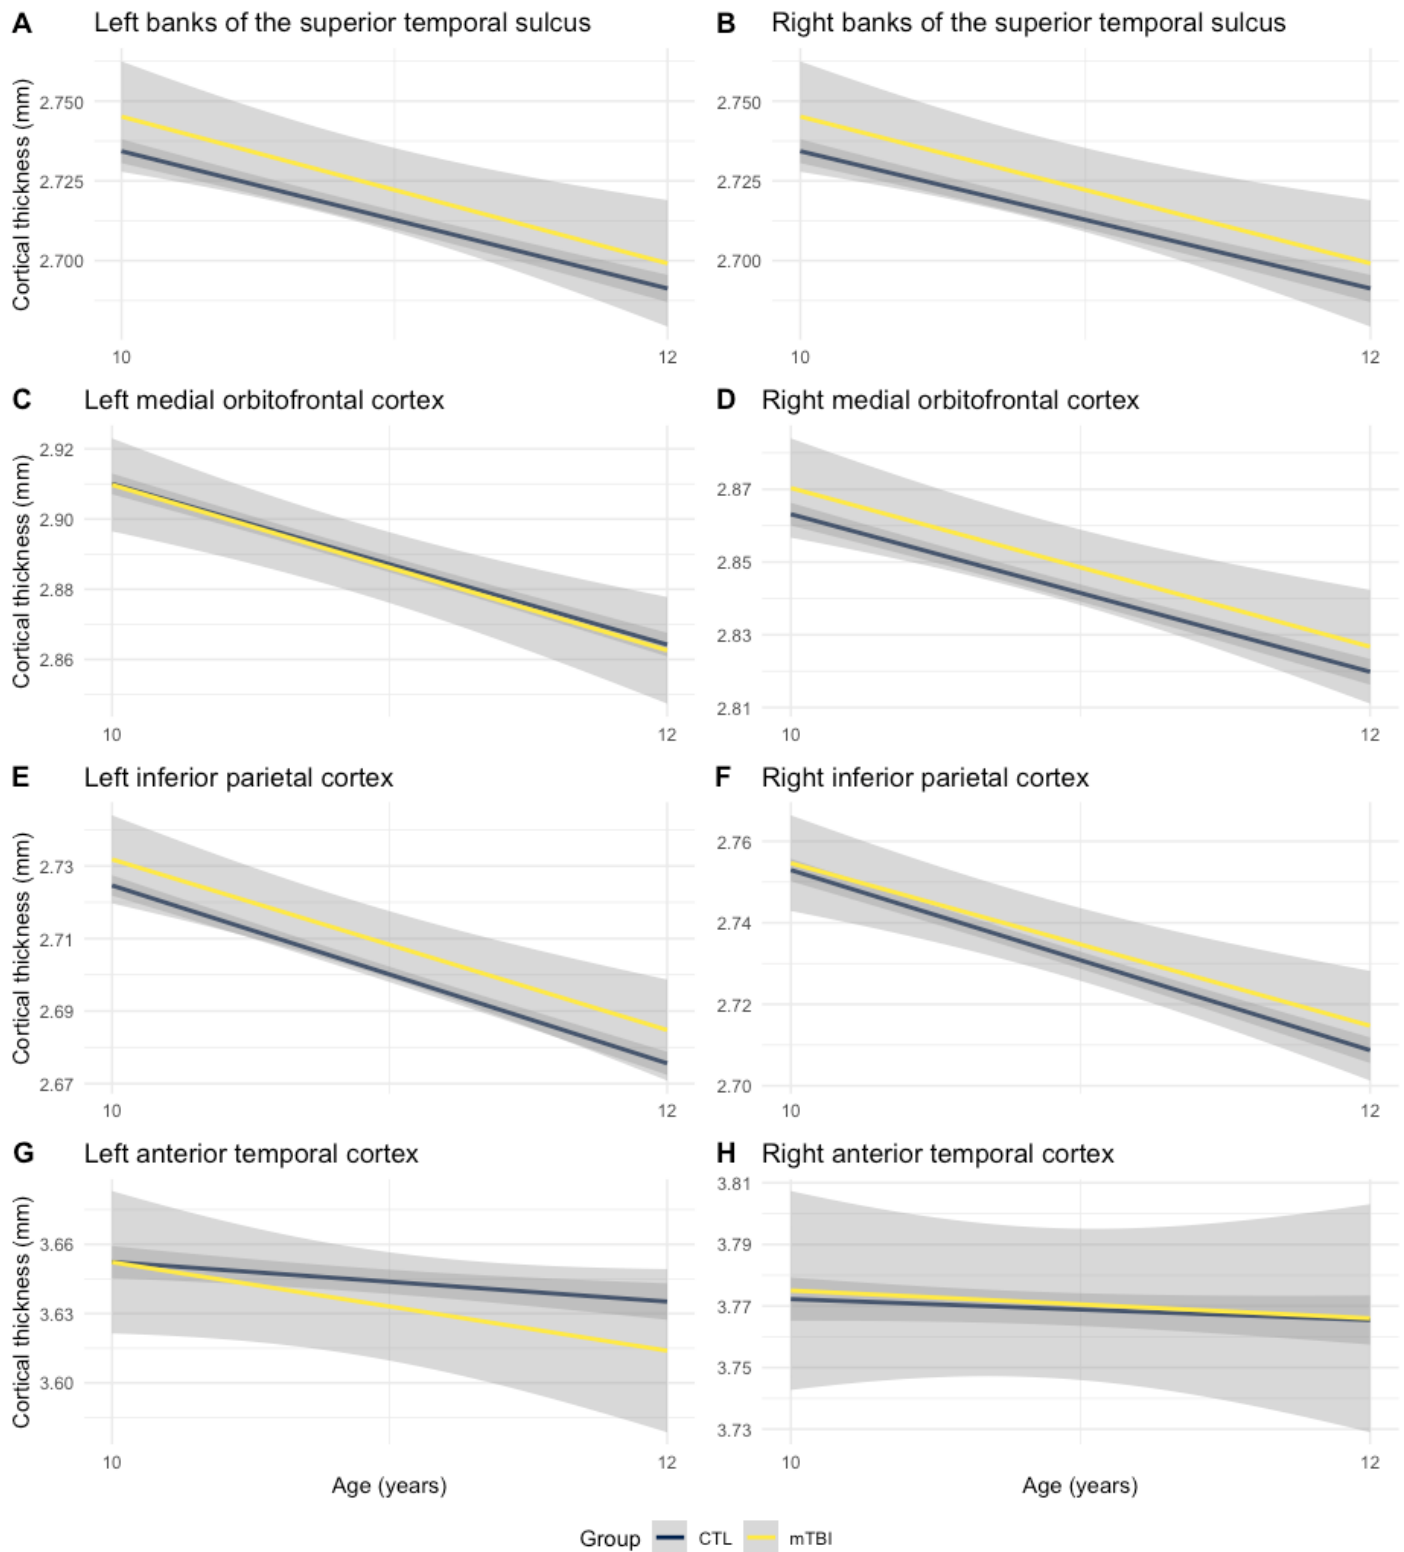 A Left banks of the superior temporal sulcus
Cortical thickness (mm)
2.750
2.725
2.700
10 12
B Right banks of the superior temporal sulcus
2.750
2.725
2.700
10 12
C Left medial orbitofrontal cortex
Cortical thickness (mm)
2.92
2.90
2.88
2.86
10 12
D Right medial orbitofrontal cortex
2.87
2.85
2.83
2.81
10 12
E Left inferior parietal cortex
Cortical thickness (mm)
2.73
2.71
2.69
2.67
10 12
F Right inferior parietal cortex
2.76
2.74
2.72
2.70
10 12
G Left anterior temporal cortex
Cortical thickness (mm)
3.66
3.63
3.60
10 12
Age (years)
H Right anterior temporal cortex
3.81
3.79
3.77
3.75
3.73
10 12
Age (years)
Group CTL mTBI